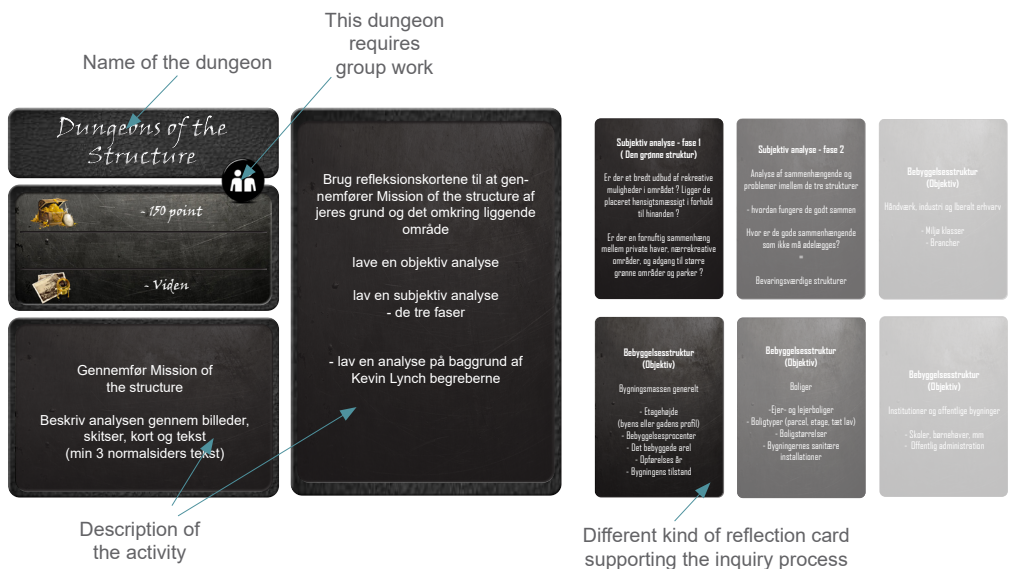 This dungeon
requires
group work
Name of the dungeon
Dungeons of the
Structure
- 150 point
- Viden
Gennemfør Mission of
the structure
Beskriv analysen gennem billeder,
skitser, kort og tekst
(min 3 normalsiders tekst)
Brug refleksionskortene til at gen-
nemfører Mission of the structure af
jeres grund og det omkring liggende
område
lave en objektiv analyse
lav en subjektiv analyse
- de tre faser
- lav en analyse på baggrund af
Kevin Lynch begreberne
Subjektiv analyse - fase 1
( Den grønne struktur)
Er der et bredt udbud af rekreative
muligheder i området ? Ligger de
placeret hensigtsmæssigt i forhold
til hinanden ?
Er der en fornuftig sammenhæng
mellem private haver, nærrekreative
områder, og adgang til større
grønne områder og parker ?
Subjektiv analyse - fase 2
Analyse af sammenhængende og
problemer imellem de tre strukturer
- hvordan fungere de godt sammen
Hvor er de gode sammenhængende
som ikke må ødelægges?
=
Bevaringsværdige strukturer
Bebyggelsesstruktur
(Objektiv)
Håndværk, industri og liberalt erhverv
- Miljø klasser
- Brancher
Bebyggelsesstruktur
(Objektiv)
Bygningsmassen generelt
- Etagehøjde
(byens eller gadens profil)
- Bebyggelsesprocenter
- Det bebyggede arel
- Opførelses år
- Bygningens tilstand
Bebyggelsesstruktur
(Objektiv)
Boliger
-Ejer- og lejerboliger
- Boligtyper (parcel, etage, tæt lav)
- Boligstørrelser
- Bygningernes sanitære
installationer
Bebyggelsesstruktur
(Objektiv)
Institutioner og offentlige bygninger
- Skoler, børnehaver, mm
- Offentlig administration
Description of
the activity
Different kind of reflection card
supporting the inquiry process